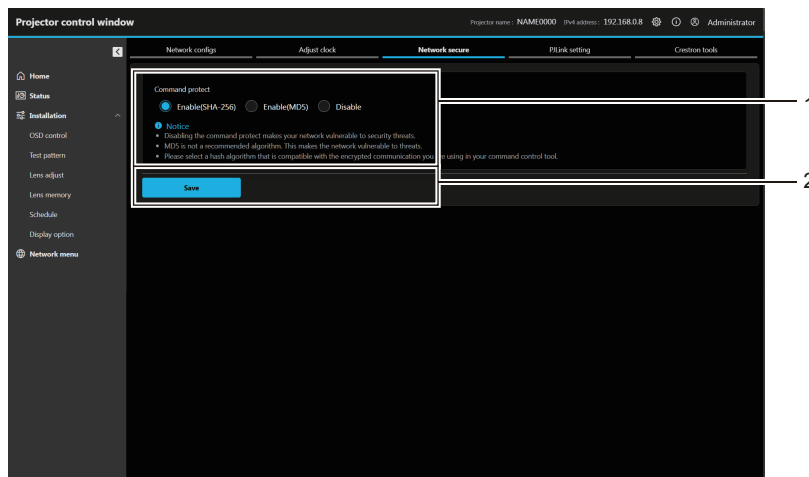 Projector control window
Projector name : NAME0000 IPv4 address : 192.168.0.8 Administrator
Network configs Adjust clock Network secure PJLink setting Crestron tools
Home
Status
Installation
OSD control
Test pattern
Lens adjust
Lens memory
Schedule
Display option
Network menu
Command protect
Enable(SHA-256) Enable(MD5) Disable
Notice
• Disabling the command protect makes your network vulnerable to security threats.
• MD5 is not a recommended algorithm. This makes the network vulnerable to threats.
• Please select a hash algorithm that is compatible with the encrypted communication you are using in your command control tool.
Save
1
2